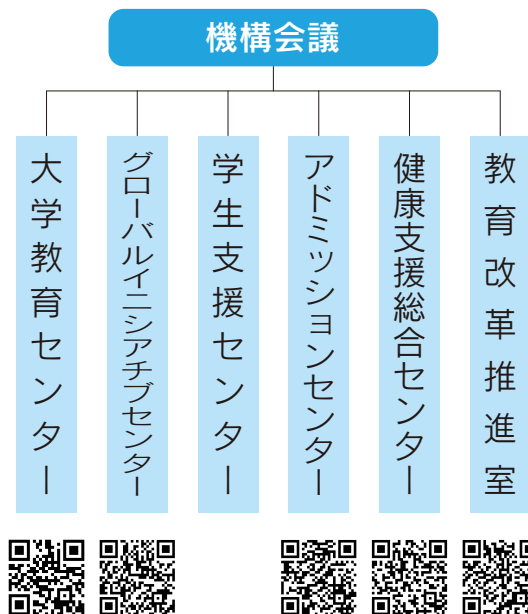 機構会議
大学教育センター
グローバルイニシアチブセンター
学生支援センター
アドミッションセンター
健康支援総合センター
教育改革推進室